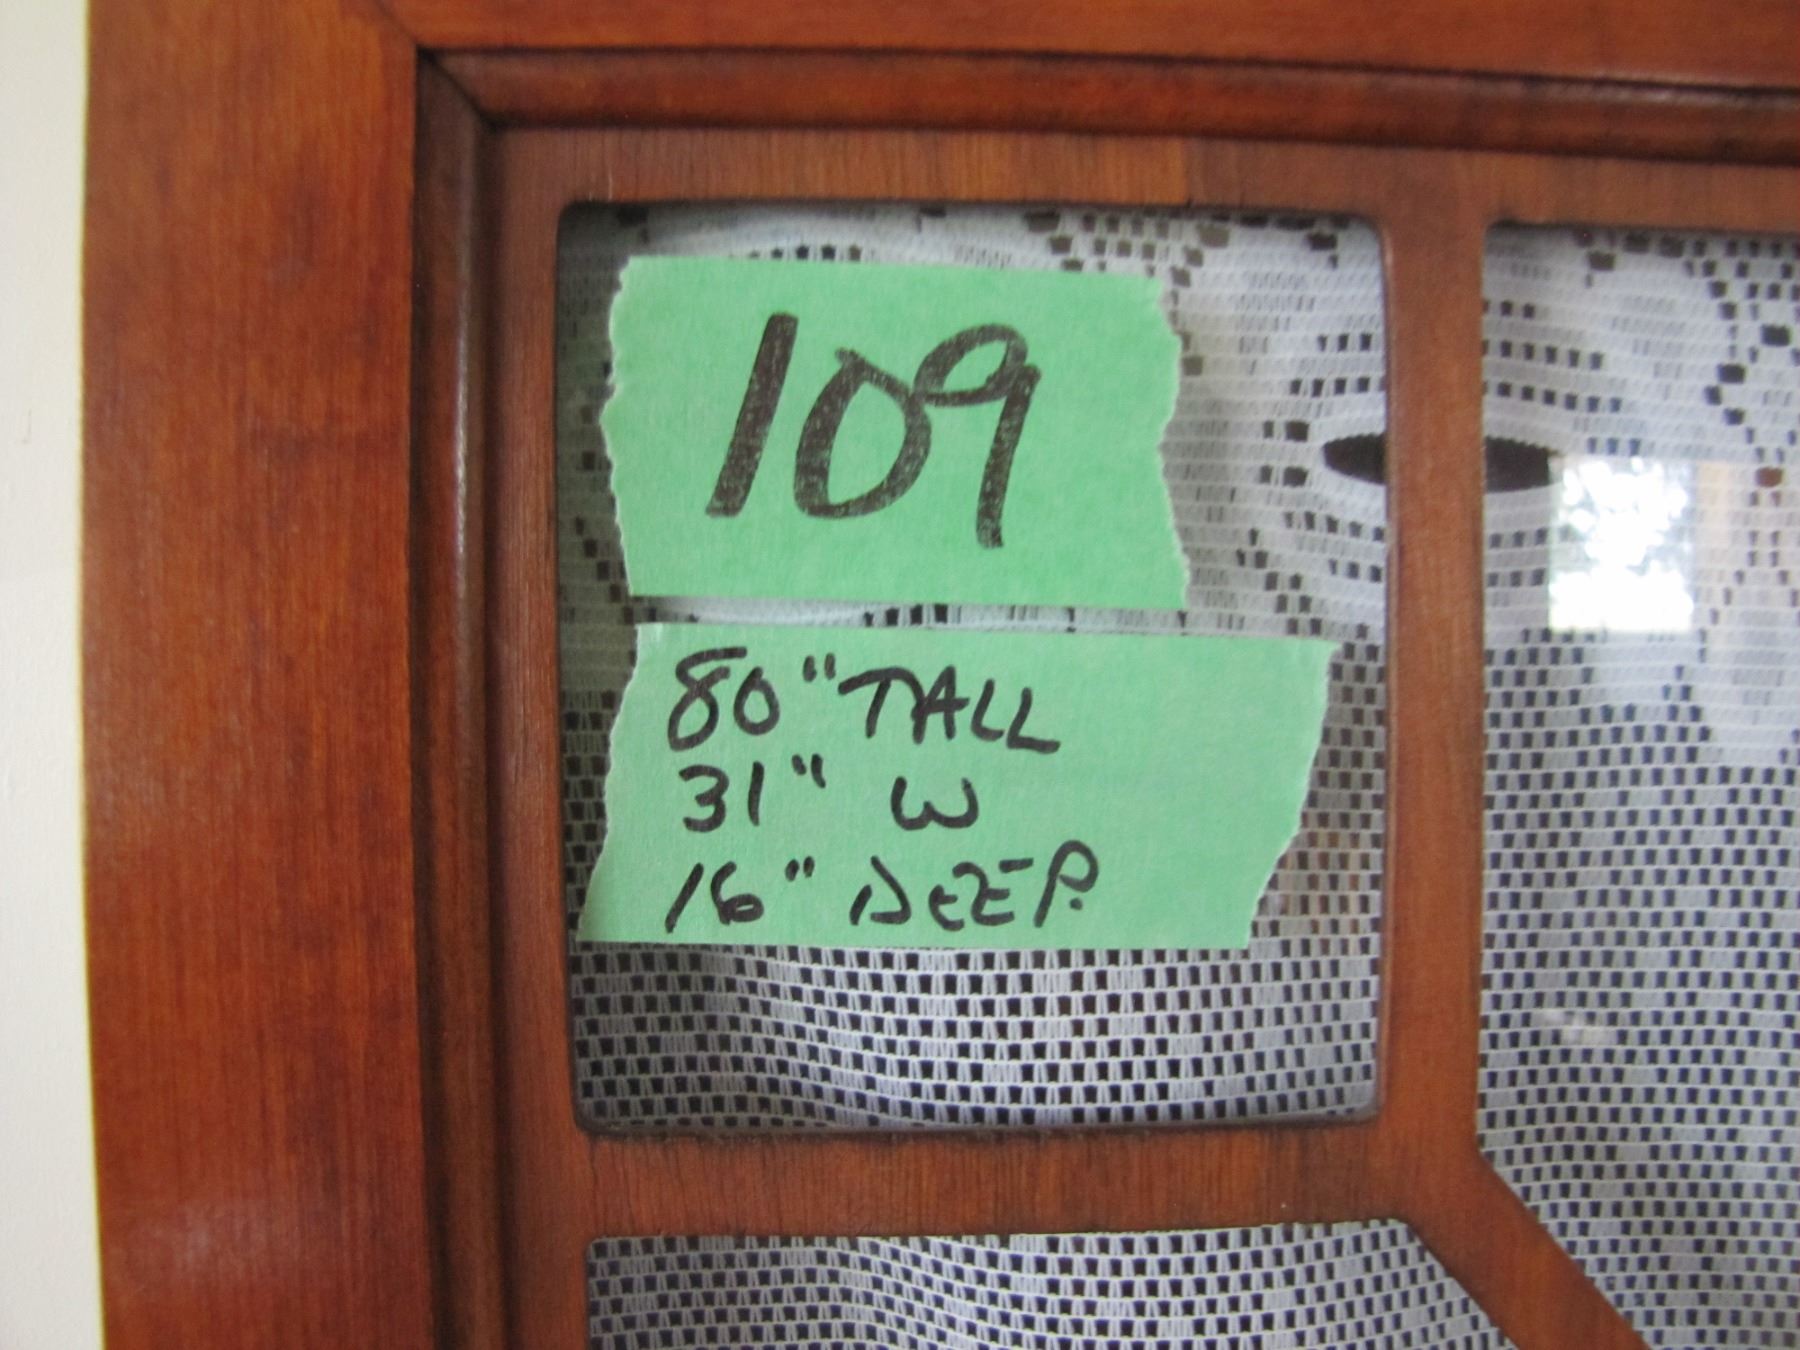 109
80" TALL
31" W
16" DEEP.